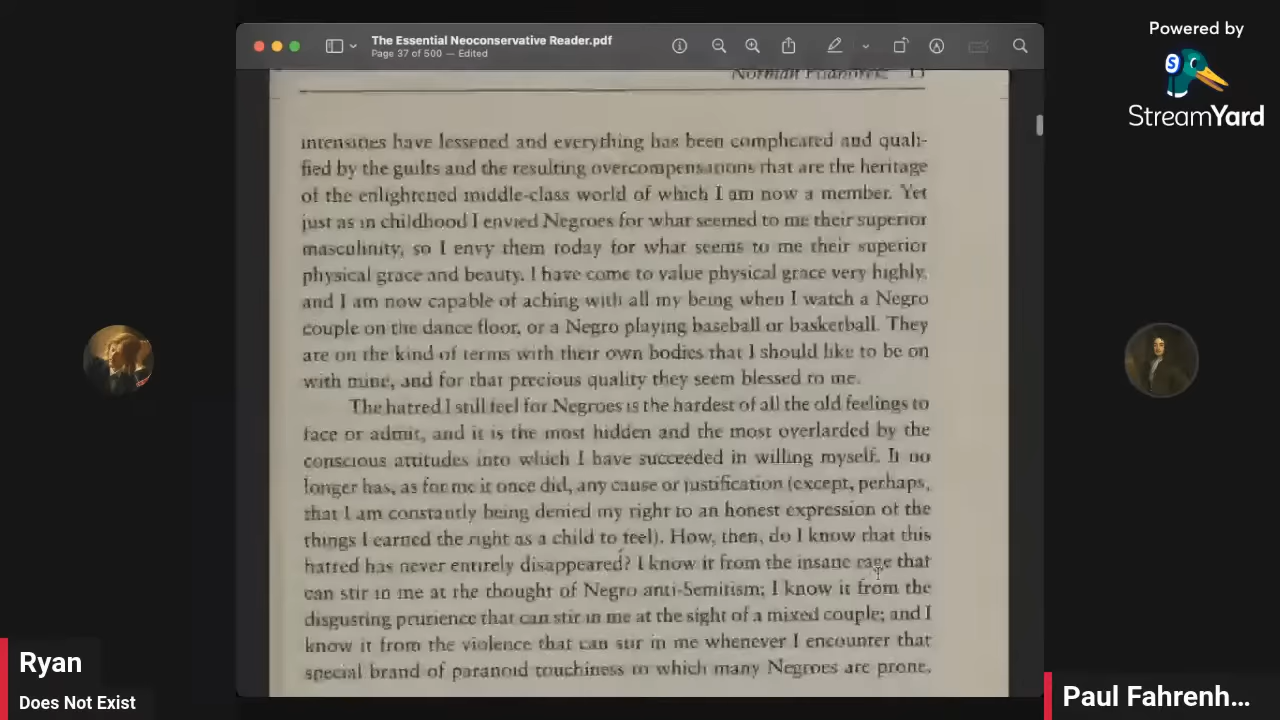 Powered by
StreamYard
The Essential Neoconservative Reader.pdf
Page 37 of 500 — Edited
Norman Podhoretz 13
intensities have lessened and everything has been complicated and quali-
fied by the guilts and the resulting overcompensations that are the heritage
of the enlightened middle-class world of which I am now a member. Yet
just as in childhood I envied Negroes for what seemed to me their superior
masculinity, so I envy them today for what seems to me their superior
physical grace and beauty. I have come to value physical grace very highly,
and I am now capable of aching with all my being when I watch a Negro
couple on the dance floor, or a Negro playing baseball or basketball. They
are on the kind of terms with their own bodies that I should like to be on
with mine, and for that precious quality they seem blessed to me.
The hatred I still feel for Negroes is the hardest of all the old feelings to
face or admit, and it is the most hidden and the most overlarded by the
conscious attitudes into which I have succeeded in willing myself. It no
longer has, as for me it once did, any cause or justification (except, perhaps,
that I am constantly being denied my right to an honest expression of the
things I earned the right as a child to feel). How, then, do I know that this
hatred has never entirely disappeared? I know it from the insane rage that
can stir in me at the thought of Negro anti-Semitism; I know it from the
disgusting prurience that can stir in me at the sight of a mixed couple; and I
know it from the violence that can stir in me whenever I encounter that
special brand of paranoid touchiness to which many Negroes are prone.
Ryan
Does Not Exist
Paul Fahrenh...